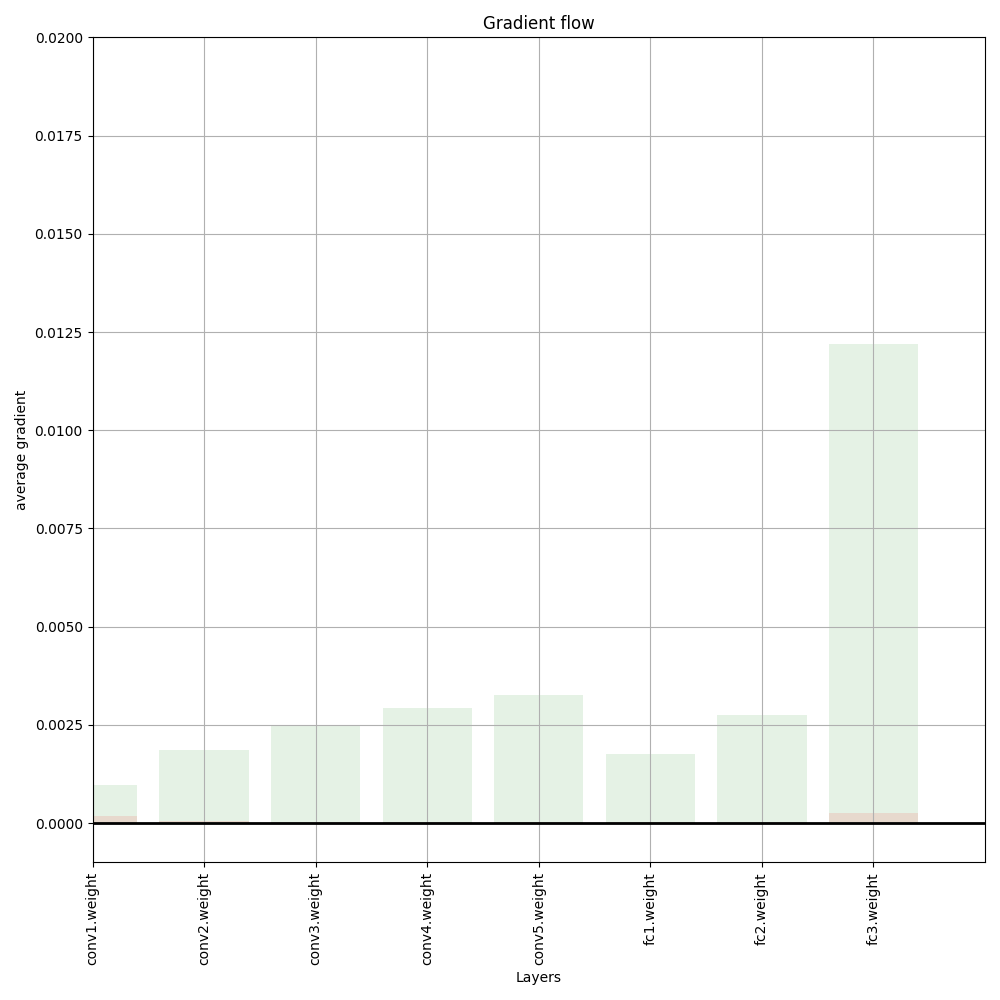 Gradient flow
0.0200
0.0175
0.0150
0.0125
0.0100
0.0075
0.0050
0.0025
0.0000
average gradient
conv1.weight
conv2.weight
conv3.weight
conv4.weight
conv5.weight
fc1.weight
fc2.weight
fc3.weight
Layers